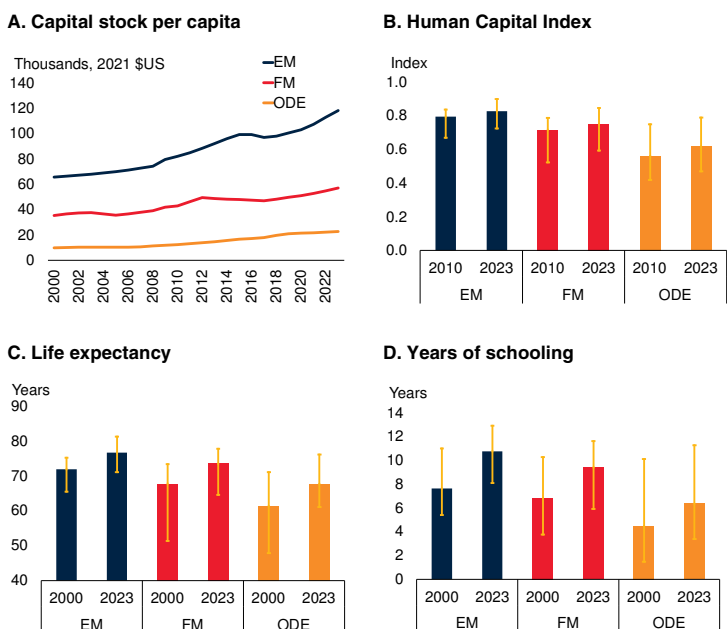 A. Capital stock per capita
Thousands, 2021 $US
EM
FM
ODE
140
120
100
80
60
40
20
0
2000
2002
2004
2006
2008
2010
2012
2014
2016
2018
2020
2022
B. Human Capital Index
Index
1.0
0.8
0.6
0.4
0.2
0.0
2010 2023 2010 2023 2010 2023
EM FM ODE
C. Life expectancy
Years
90
80
70
60
50
40
2000 2023 2000 2023 2000 2023
EM FM ODE
D. Years of schooling
Years
14
12
10
8
6
4
2
0
2000 2023 2000 2023 2000 2023
EM FM ODE